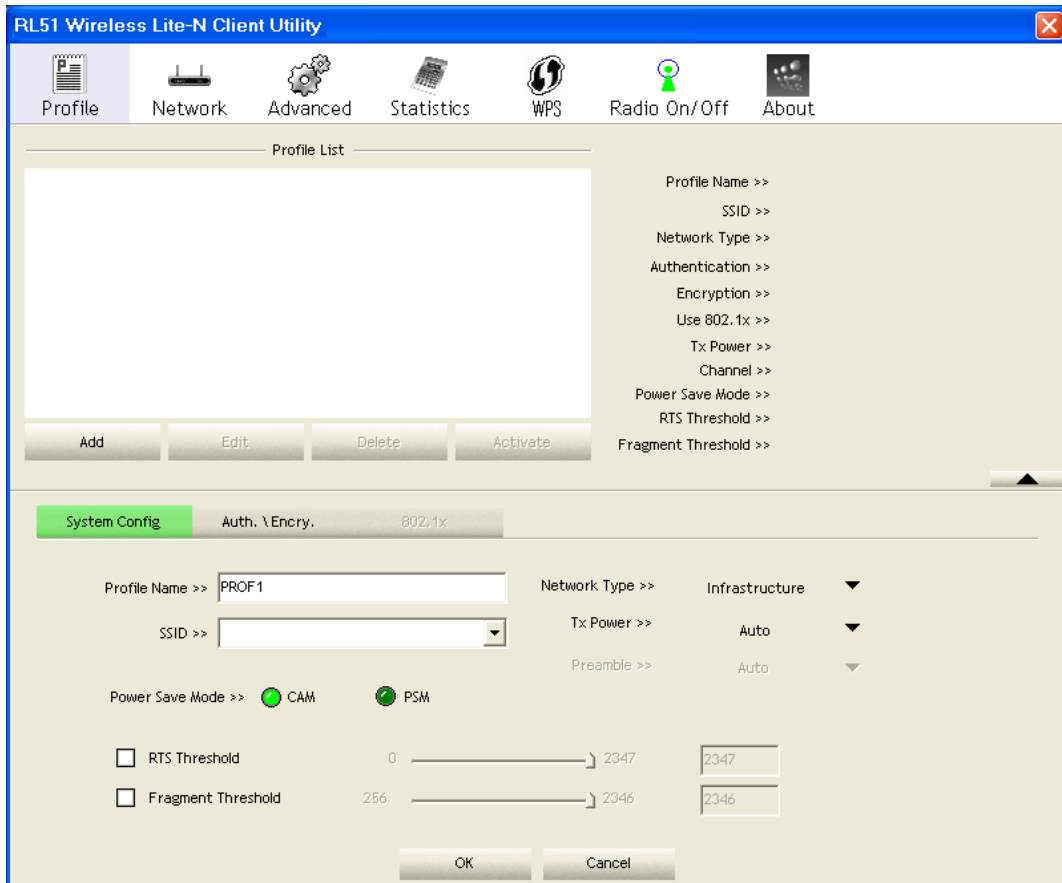 RL51 Wireless Lite-N Client Utility
Profile Network Advanced Statistics WPS Radio On/Off About
Profile List
Profile Name >>
SSID >>
Network Type >>
Authentication >>
Encryption >>
Use 802.1x >>
Tx Power >>
Channel >>
Power Save Mode >>
RTS Threshold >>
Fragment Threshold >>
Add Edit Delete Activate
System Config Auth. \ Encry. 802.1x
Profile Name >> PROF1 Network Type >> Infrastructure
SSID >> Tx Power >> Auto
Preamble >> Auto
Power Save Mode >> CAM PSM
RTS Threshold 0 2347 2347
Fragment Threshold 256 2346 2346
OK Cancel